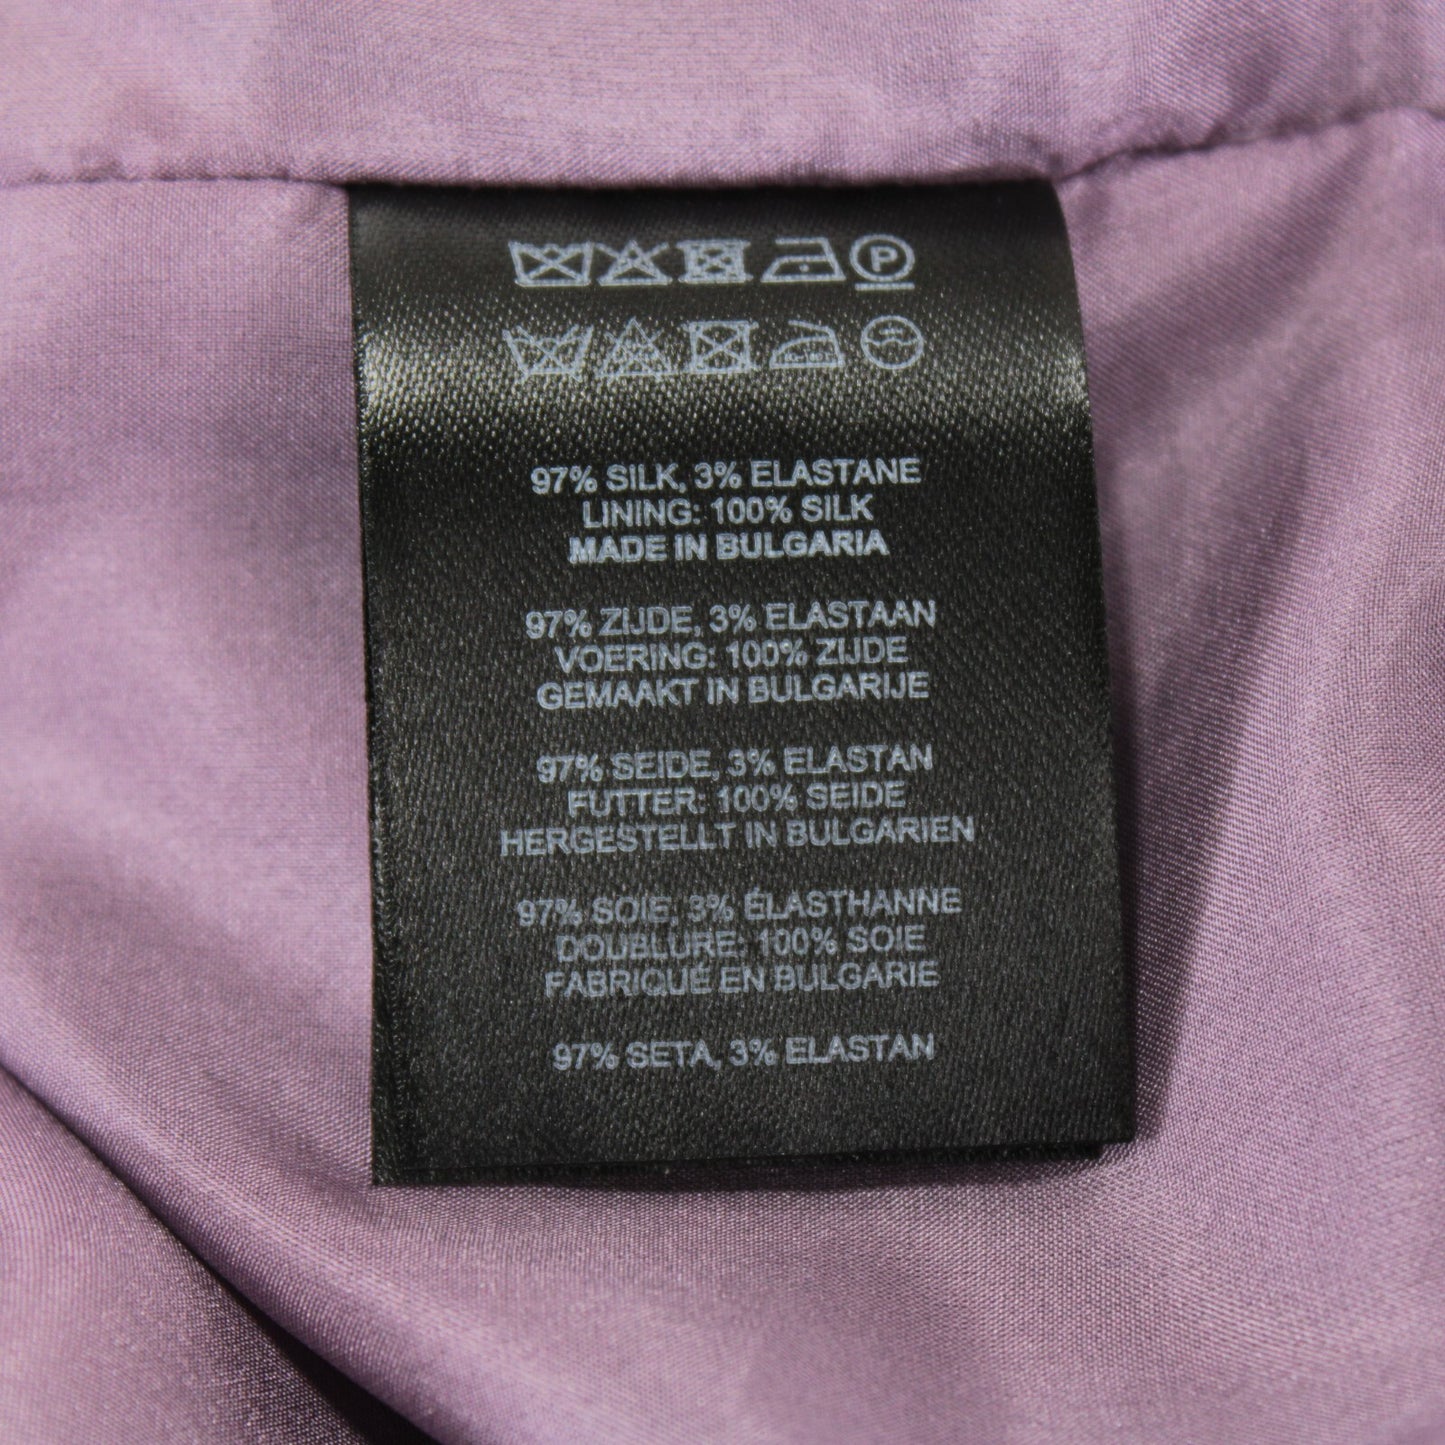 P
97% SILK, 3% ELASTANE
LINING: 100% SILK
MADE IN BULGARIA
97% ZIJDE, 3% ELASTAAN
VOERING: 100% ZIJDE
GEMAAKT IN BULGARIJE
97% SEIDE, 3% ELASTAN
FUTTER: 100% SEIDE
HERGESTELLT IN BULGARIEN
97% SOIE, 3% ÉLASTHANNE
DOUBLURE: 100% SOIE
FABRIQUÉ EN BULGARIE
97% SETA, 3% ELASTAN